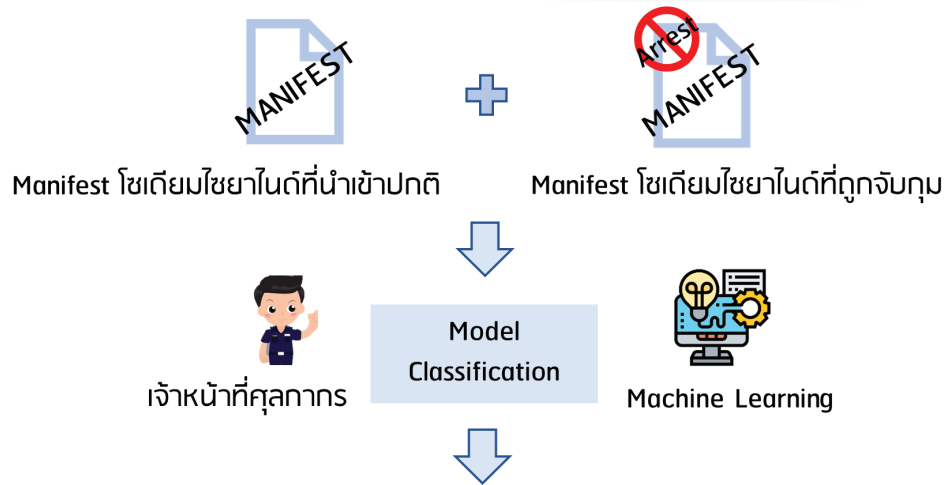 MANIFEST
Arrest
MANIFEST
Manifest โซเดียมไซยาไนด์ที่นำเข้าปกติ
Manifest โซเดียมไซยาไนด์ที่ถูกจับกุม
Model
Classification
เจ้าหน้าที่ศุลกากร
Machine Learning